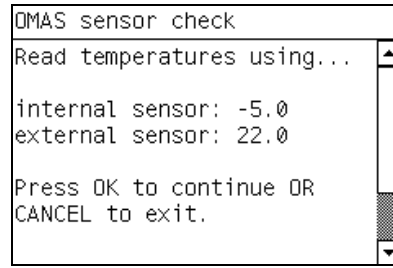 OMAS sensor check
Read temperatures using...
internal sensor: -5.0
external sensor: 22.0
Press OK to continue OR
CANCEL to exit.